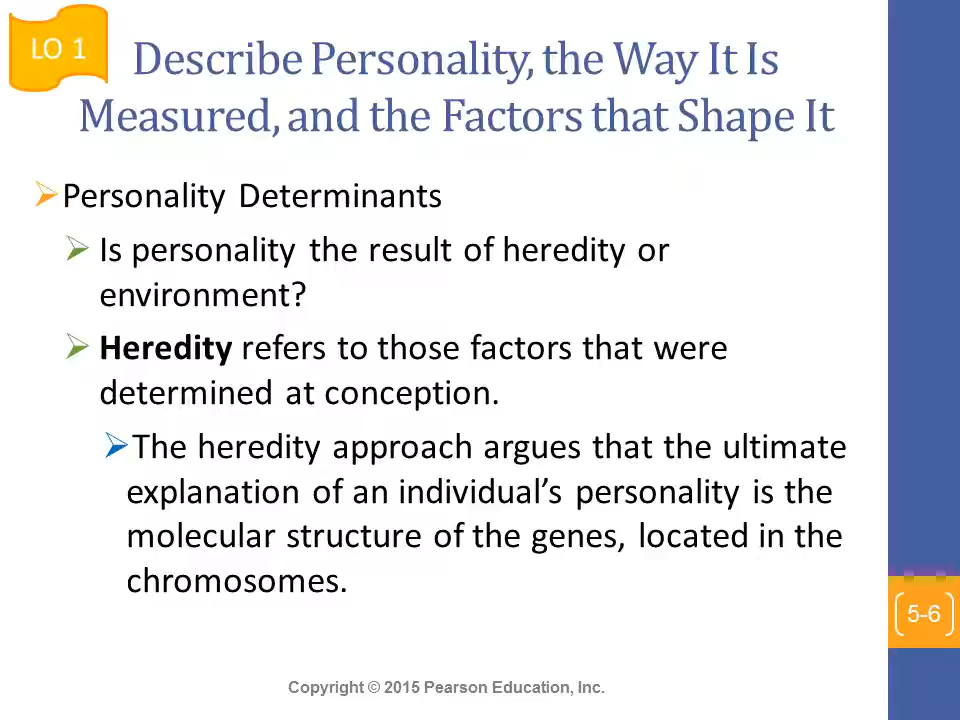 LO 1
Describe Personality, the Way It Is
Measured, and the Factors that Shape It
Personality Determinants
Is personality the result of heredity or
environment?
Heredity refers to those factors that were
determined at conception.
The heredity approach argues that the ultimate
explanation of an individual’s personality is the
molecular structure of the genes, located in the
chromosomes.
5-6
Copyright © 2015 Pearson Education, Inc.